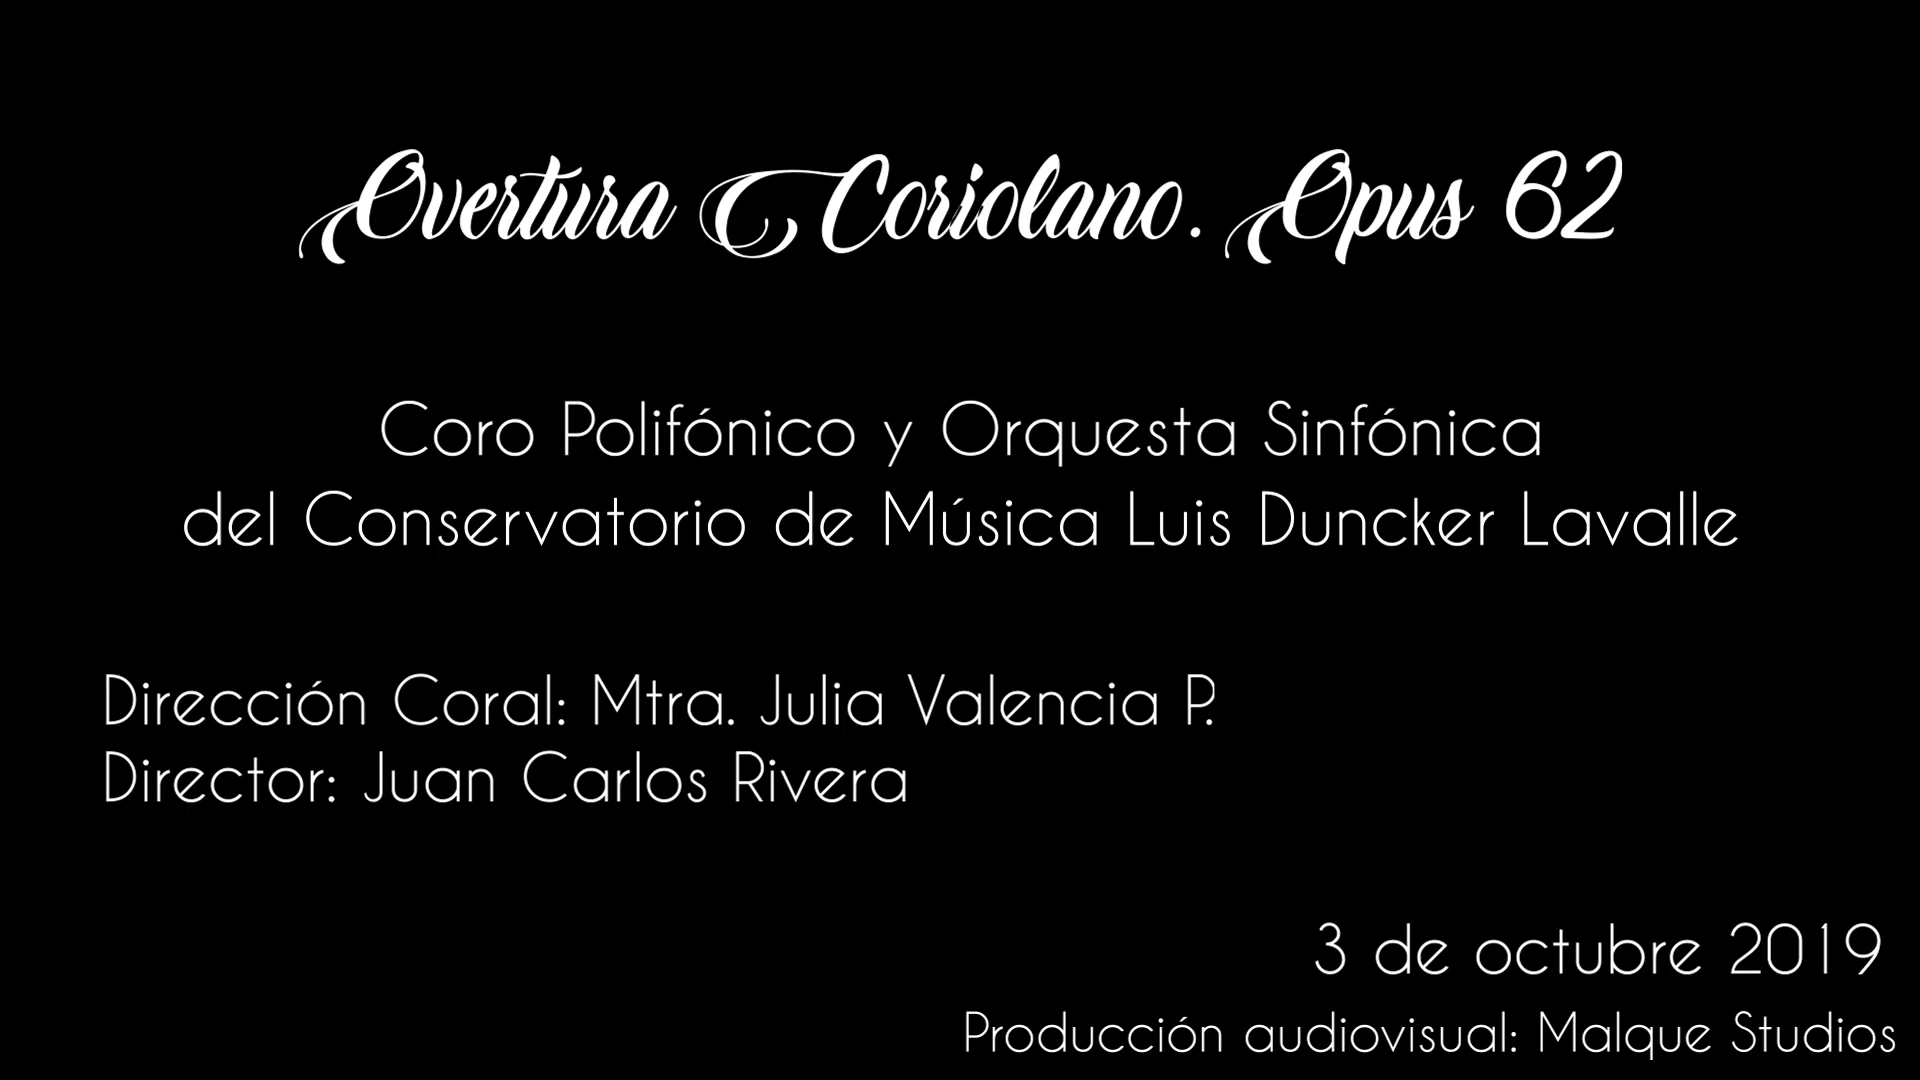 Overtura Coriolano. Opus 62
Coro Polifónico y Orquesta Sinfónica
del Conservatorio de Música Luis Duncker Lavalle
Dirección Coral: Mtra. Julia Valencia P.
Director: Juan Carlos Rivera
3 de octubre 2019
Producción audiovisual: Malque Studios